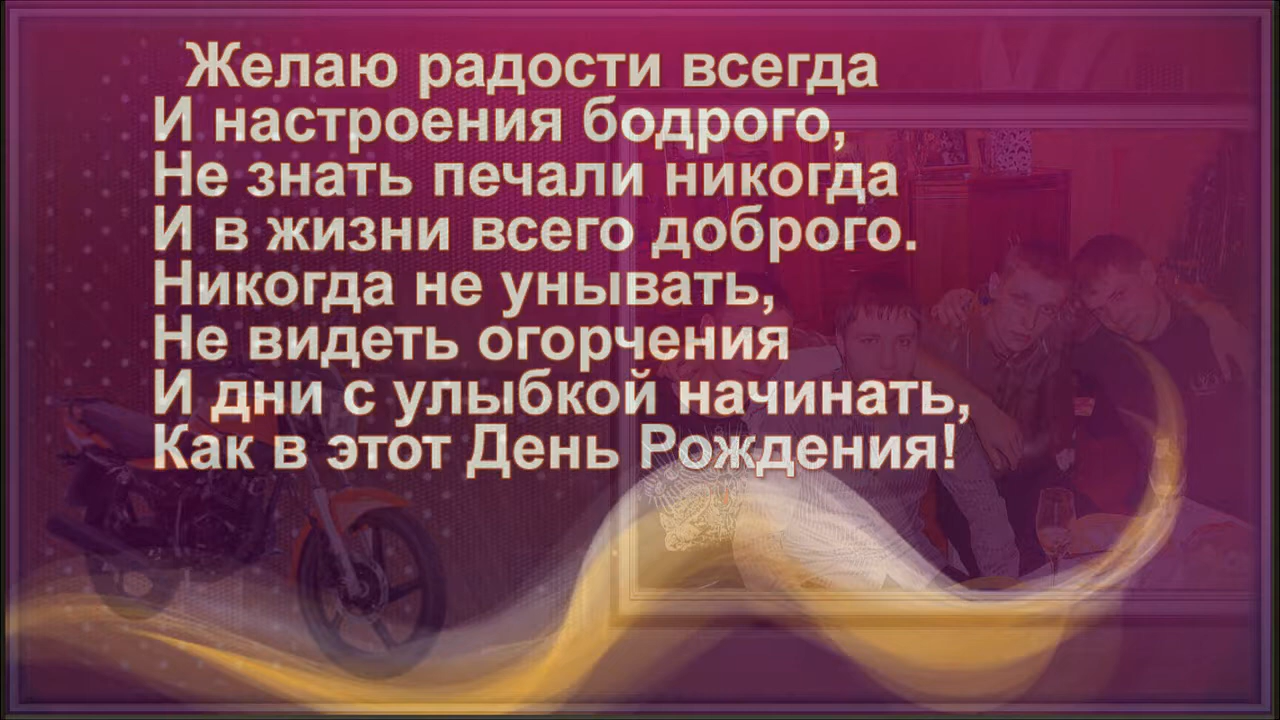 Желаю радости всегда
И настроения бодрого,
Не знать печали никогда
И в жизни всего доброго.
Никогда не унывать,
Не видеть огорчения
И дни с улыбкой начинать,
Как в этот День Рождения!